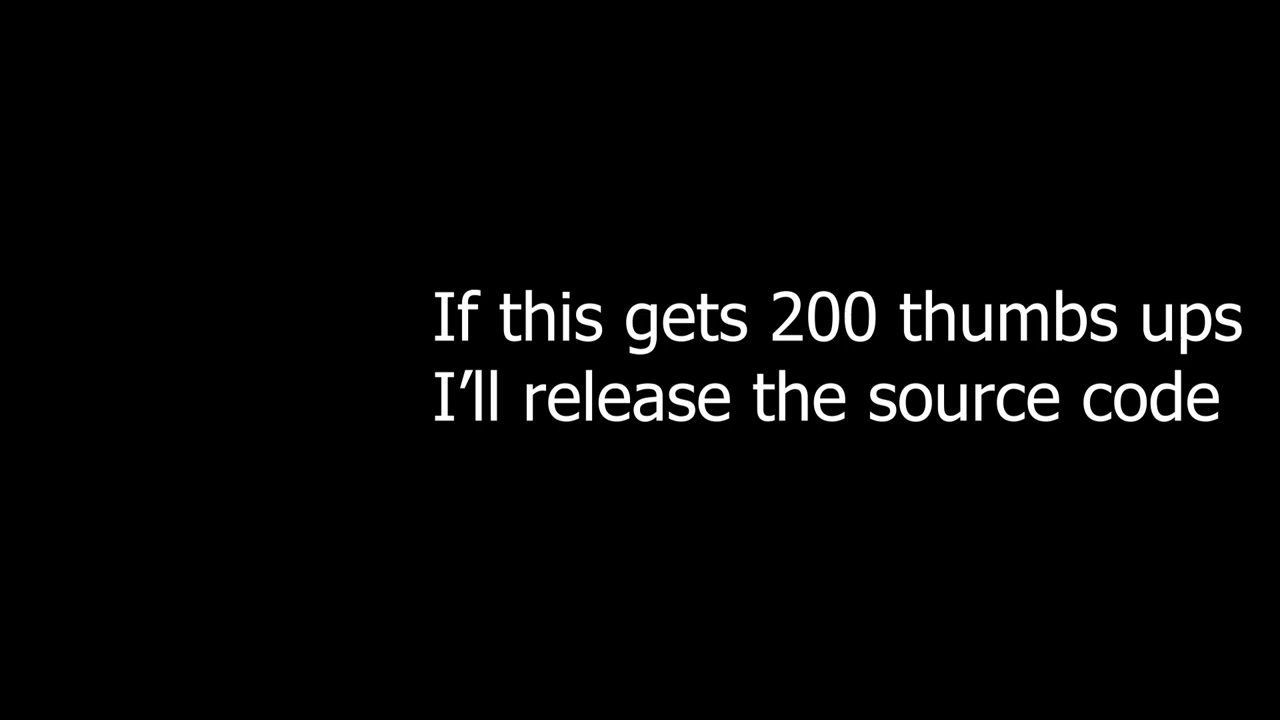 If this gets 200 thumbs ups
I’ll release the source code